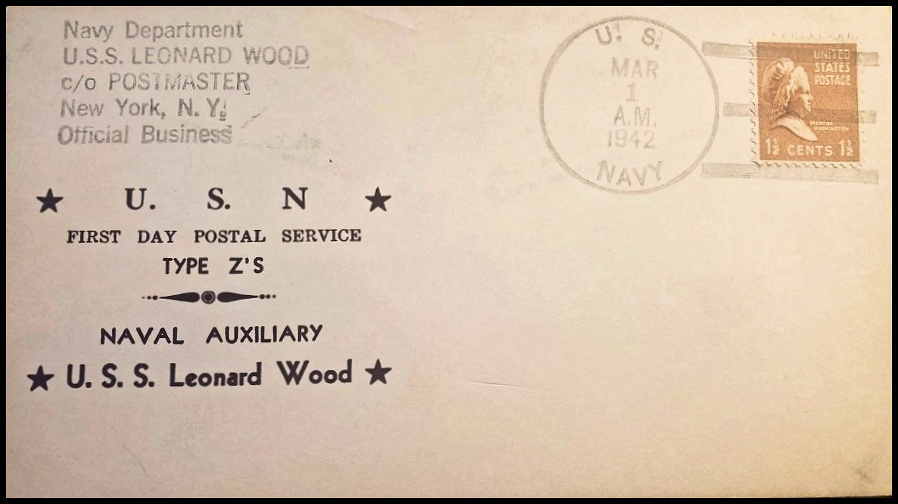 Navy Department
U.S.S. LEONARD WOOD
c/o POSTMASTER
New York, N. Y.
Official Business
U. S.
MAR
1
A.M.
1942
NAVY
UNITED
STATES
POSTAGE
MARTHA
WASHINGTON
1½ CENTS 1½
★ U. S. N ★
FIRST DAY POSTAL SERVICE
TYPE Z'S
NAVAL AUXILIARY
★ U. S. S. Leonard Wood ★